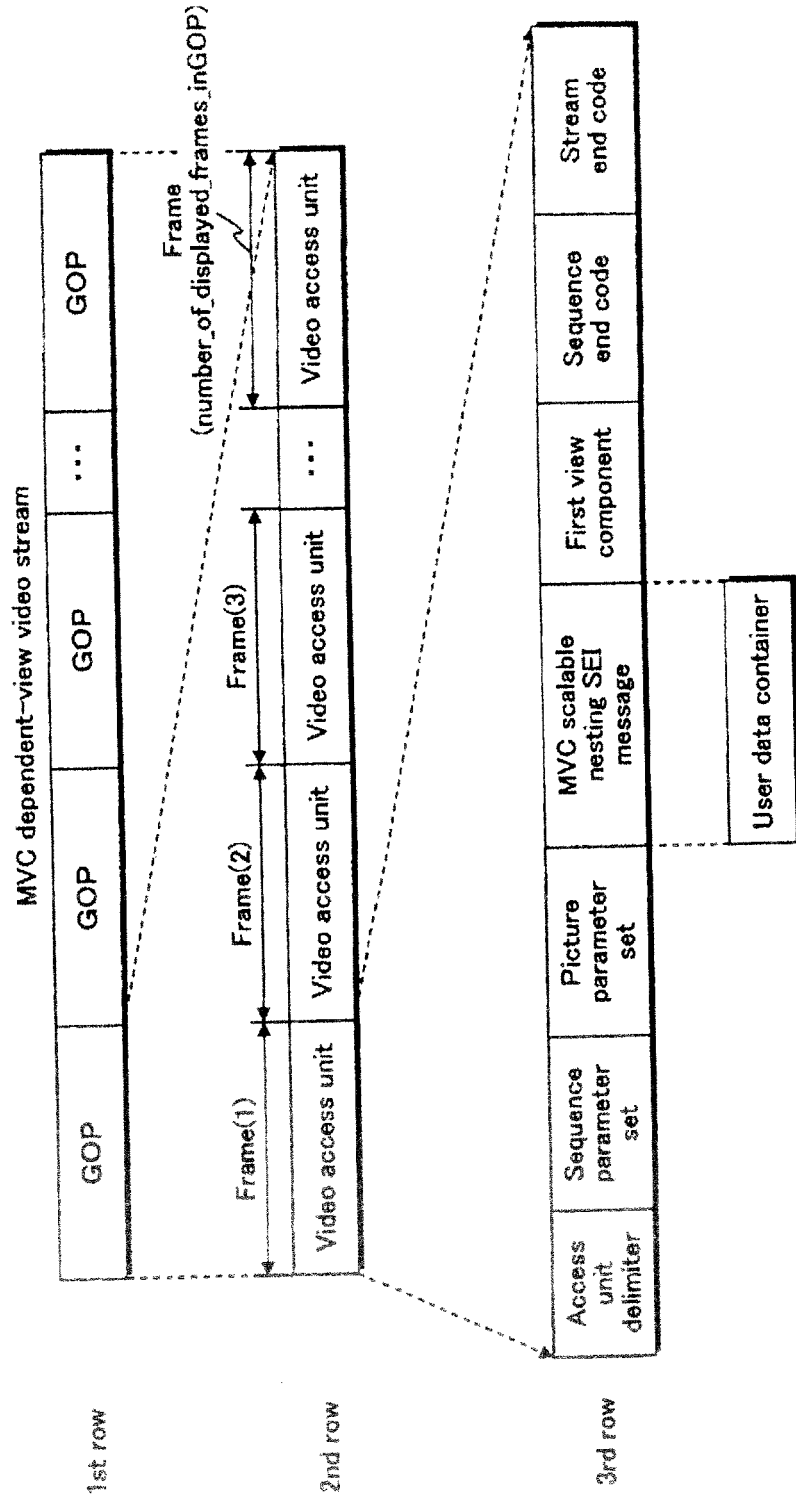 MVC dependent-view video stream
1st row
GOP
GOP
GOP
...
GOP
Frame(1)
Frame(2)
Frame(3)
Frame
(number_of_displayed_frames_inGOP)
2nd row
Video access unit
Video access unit
Video access unit
...
Video access unit
3rd row
Access
unit
delimiter
Sequence
parameter
set
Picture
parameter
set
MVC scalable
nesting SEI
message
First view
component
Sequence
end code
Stream
end code
User data container